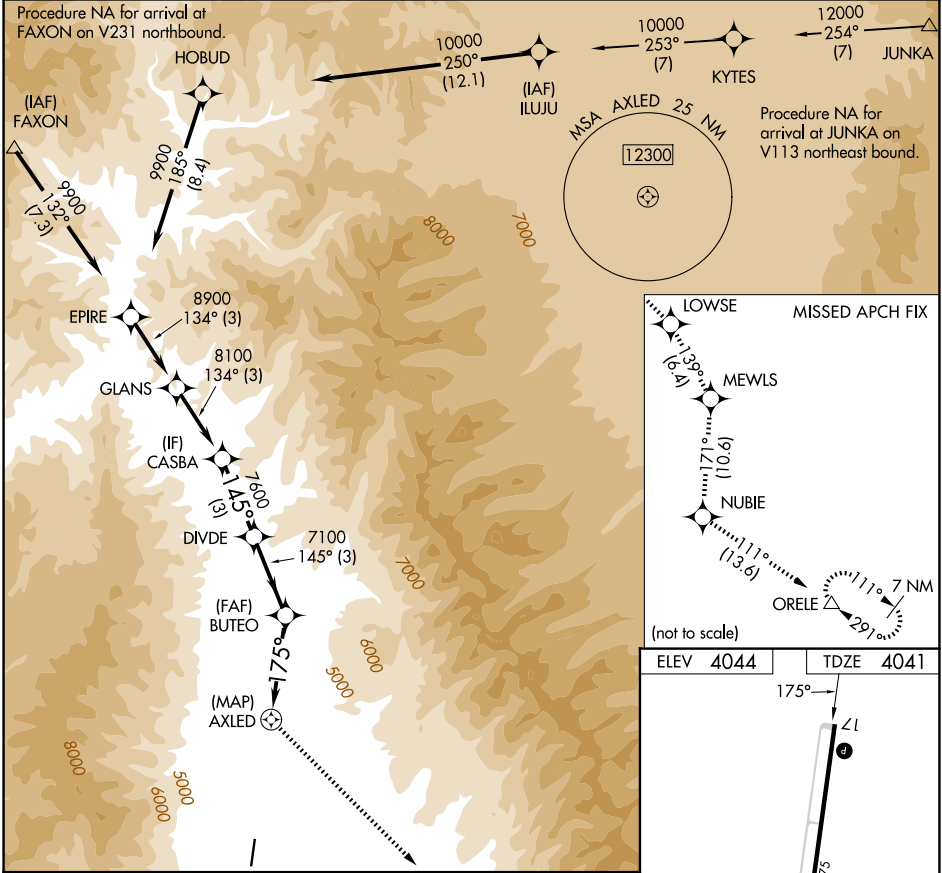 Procedure NA for arrival at
FAXON on V231 northbound.
HOBUD
(IAF)
FAXON
9900
132°
(7.3)
9900
185°
(8.4)
10000
250°
(12.1)
(IAF)
ILUJU
10000
253°
(7)
KYTES
12000
254°
(7)
JUNKA
MSA AXLED 25 NM
12300
Procedure NA for
arrival at JUNKA on
V113 northeast bound.
8000
7000
EPIRE
8900
134° (3)
GLANS
8100
134° (3)
(IF)
CASBA
7600
145°
(3)
DIVDE
7100
145° (3)
(FAF)
BUTEO
175°
(MAP)
AXLED
7000
6000
5000
8000
5000
6000
MISSED APCH FIX
LOWSE
139°
(6.4)
MEWLS
171°
(10.6)
NUBIE
111°
(13.6)
ORELE
111°
7 NM
291°
(not to scale)
ELEV 4044
TDZE 4041
175°
17
P
75